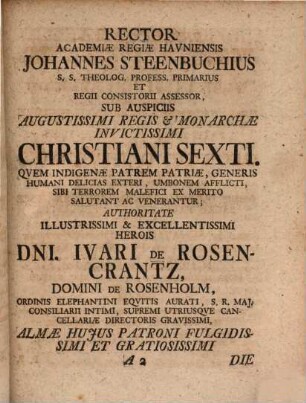 RECTOR
ACADEMIÆ REGIÆ HAVNIENSIS
JOHANNES STEENBUCHIUS
S. S. THEOLOG. PROFESS. PRIMARIUS
ET
REGII CONSISTORII ASSESSOR,
SUB AUSPICIIS
AUGUSTISSIMI REGIS & MONARCHÆ
INVICTISSIMI
CHRISTIANI SEXTI.
QVEM INDIGENÆ PATREM PATRIÆ, GENERIS
HUMANI DELICIAS EXTERI, UMBONEM AFFLICTI,
SIBI TERROREM MALEFICI EX MERITO
SALUTANT AC VENERANTUR;
AUTHORITATE
ILLUSTRISSIMI & EXCELLENTISSIMI
HEROIS
DNI. IVARI DE ROSEN-
CRANTZ,
DOMINI DE ROSENHOLM,
ORDINIS ELEPHANTINI EQVITIS AURATI, S. R. MAJ.
CONSILIARII INTIMI, SUPREMI UTRIUSQVE CAN-
CELLARIÆ DIRECTORIS GRAVISSIMI,
ALMÆ HUJUS PATRONI FULGIDIS-
SIMI ET GRATIOSISSIMI
A 2 DIE